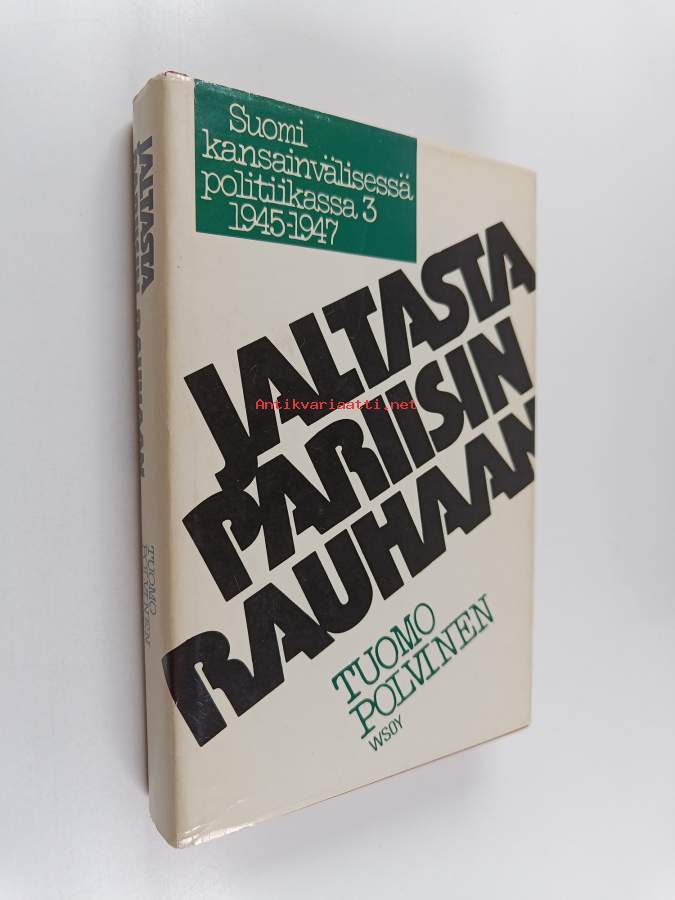 Suomi
kansainvälisessä
politiikassa 3
1945-1947
JALTASTA
PARIISIN
RAUHAAN
TUOMO
POLVINEN
WSOY
Antikvariaatti.net
JALTASTA
PARIISIN RAUHAAN
TUOMO
POLVINEN